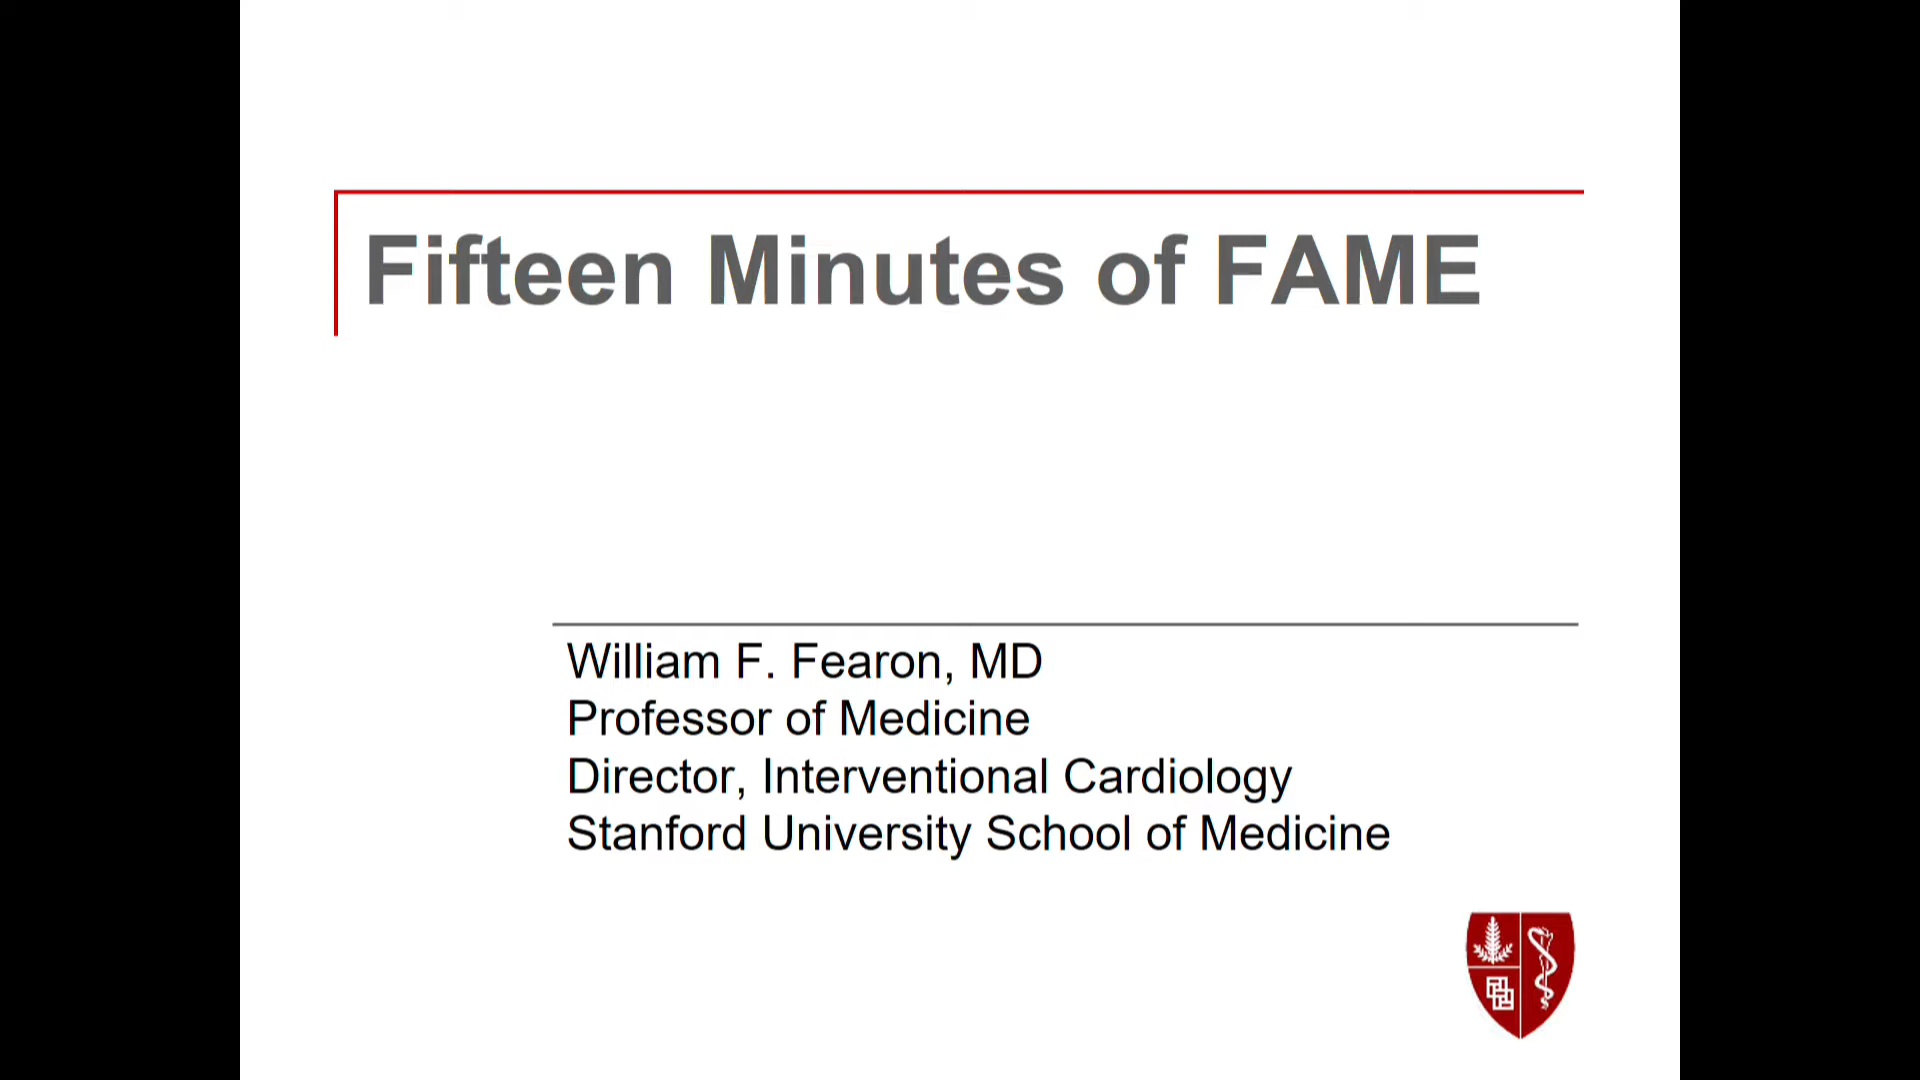 Fifteen Minutes of FAME
William F. Fearon, MD
Professor of Medicine
Director, Interventional Cardiology
Stanford University School of Medicine